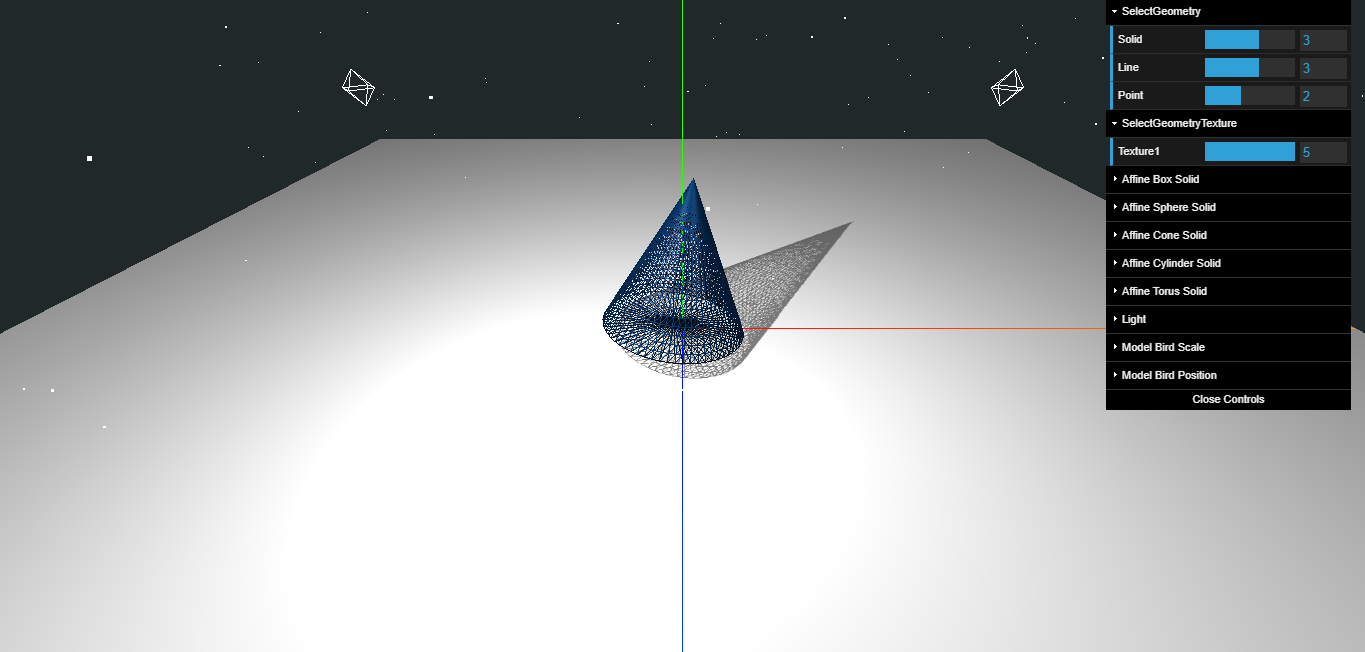 SelectGeometry
Solid 3
Line 3
Point 2
SelectGeometryTexture
Texture1 5
Affine Box Solid
Affine Sphere Solid
Affine Cone Solid
Affine Cylinder Solid
Affine Torus Solid
Light
Model Bird Scale
Model Bird Position
Close Controls